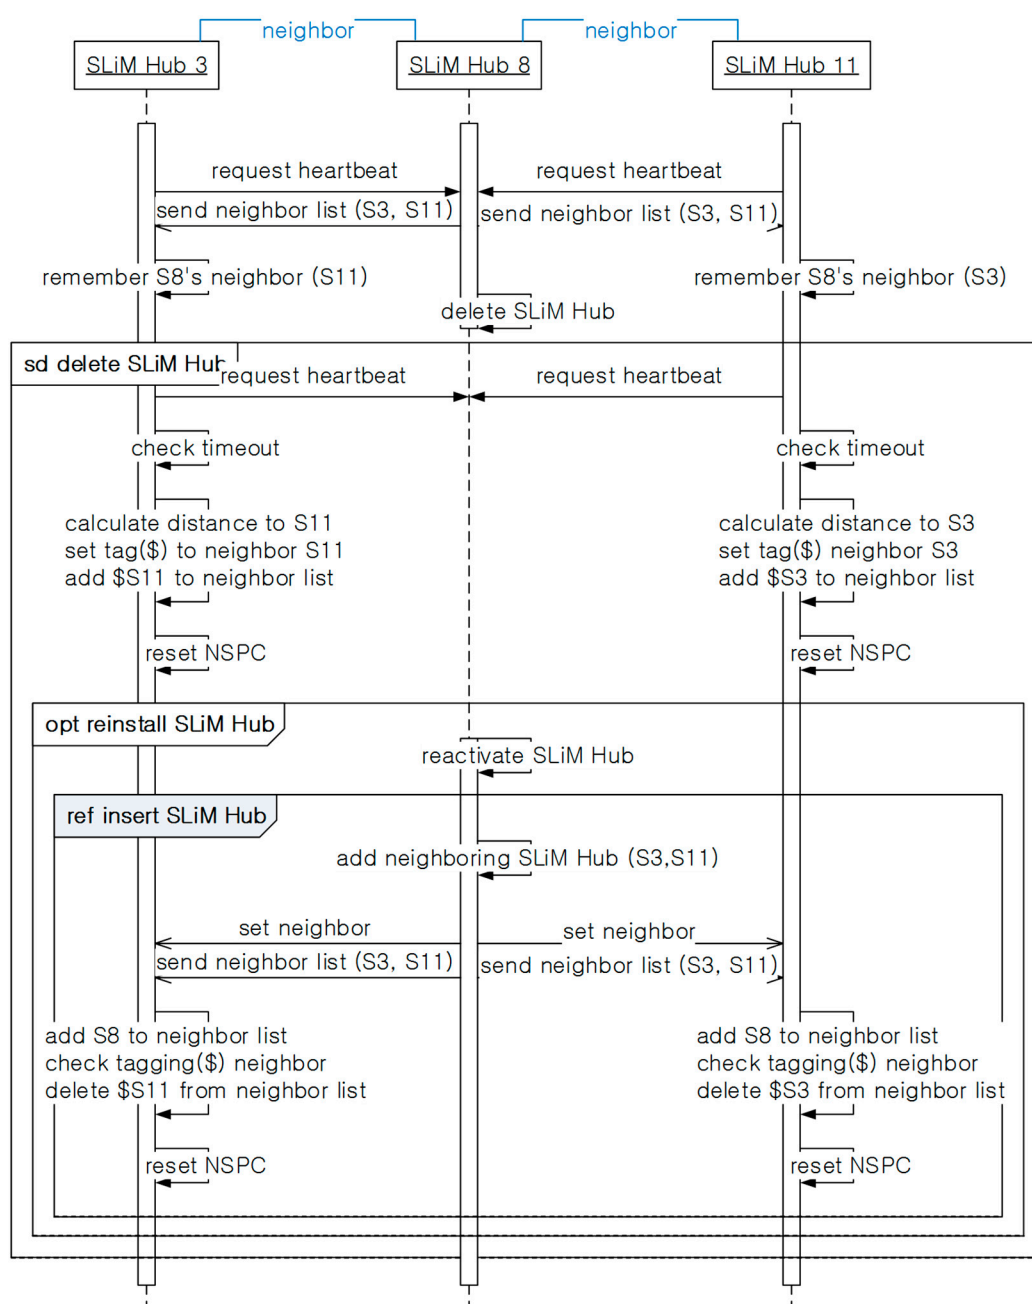 neighbor neighbor
SLiM Hub 3 SLiM Hub 8 SLiM Hub 11
request heartbeat request heartbeat
send neighbor list (S3, S11) send neighbor list (S3, S11)
remember S8's neighbor (S11) remember S8's neighbor (S3)
delete SLiM Hub
sd delete SLiM Hub
request heartbeat request heartbeat
check timeout check timeout
calculate distance to S11 calculate distance to S3
set tag($) to neighbor S11 set tag($) neighbor S3
add $S11 to neighbor list add $S3 to neighbor list
reset NSPC reset NSPC
opt reinstall SLiM Hub
reactivate SLiM Hub
ref insert SLiM Hub
add neighboring SLiM Hub (S3,S11)
set neighbor set neighbor
send neighbor list (S3, S11) send neighbor list (S3, S11)
add S8 to neighbor list add S8 to neighbor list
check tagging($) neighbor check tagging($) neighbor
delete $S11 from neighbor list delete $S3 from neighbor list
reset NSPC reset NSPC